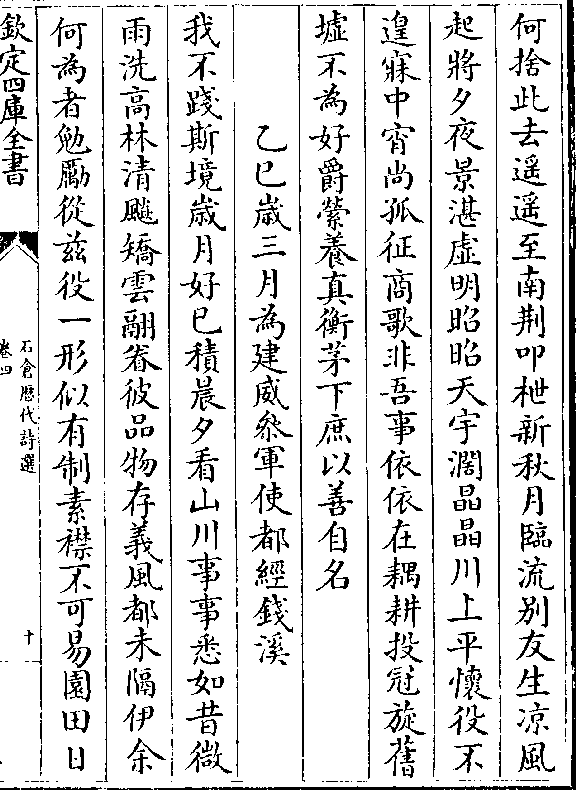 何捨此去遥遥至南荆叩枻新秋月臨流别友生凉風
起將夕夜景湛虚明昭昭天宇濶晶晶川上平懷役不
遑寐中宵尚孤征商歌非吾事依依在耦耕投冠旋舊
墟不為好爵縈養真衡茅下庶以善自名
乙巳歲三月為建威叅軍使都經錢溪
我不踐斯境歲月好已積晨夕看山川事事悉如昔微
雨洗高林清飈矯雲翮眷彼品物存義風都未隔伊余
何為者勉勵從兹役一形似有制素襟不可易園田日
欽定四庫全書
石倉歷代詩選
卷四
十